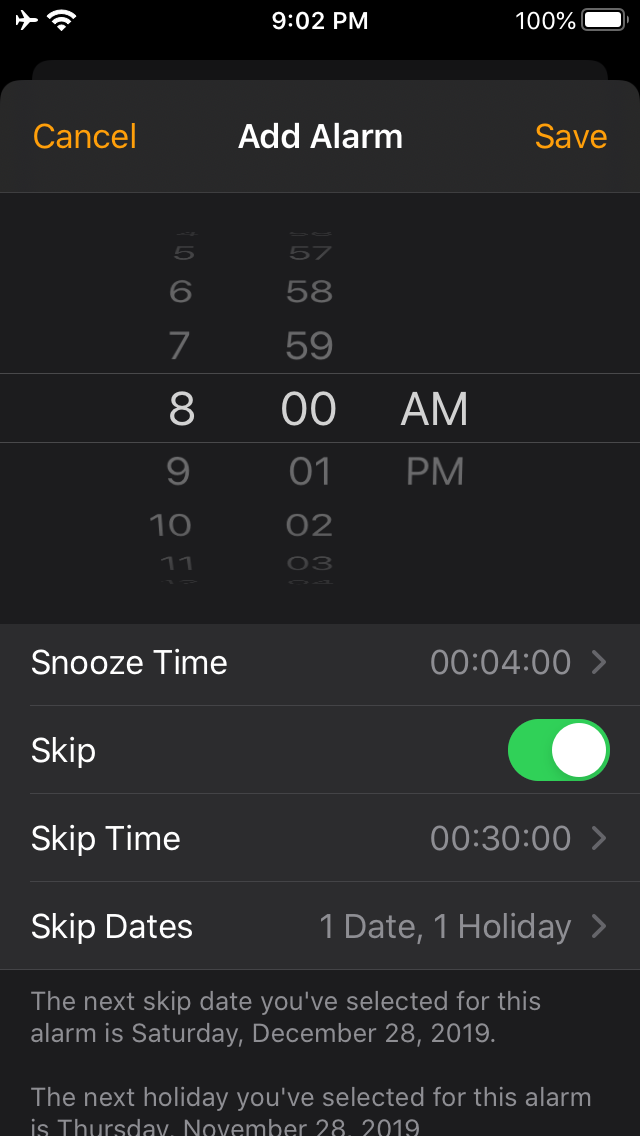 9:02 PM 100%
Cancel Add Alarm Save
5 57
6 58
7 59
8 00 AM
9 01 PM
10 02
11 03
12 04
Snooze Time 00:04:00
Skip
Skip Time 00:30:00
Skip Dates 1 Date, 1 Holiday
The next skip date you've selected for this
alarm is Saturday, December 28, 2019.
The next holiday you've selected for this alarm
is Thursday, November 28, 2019